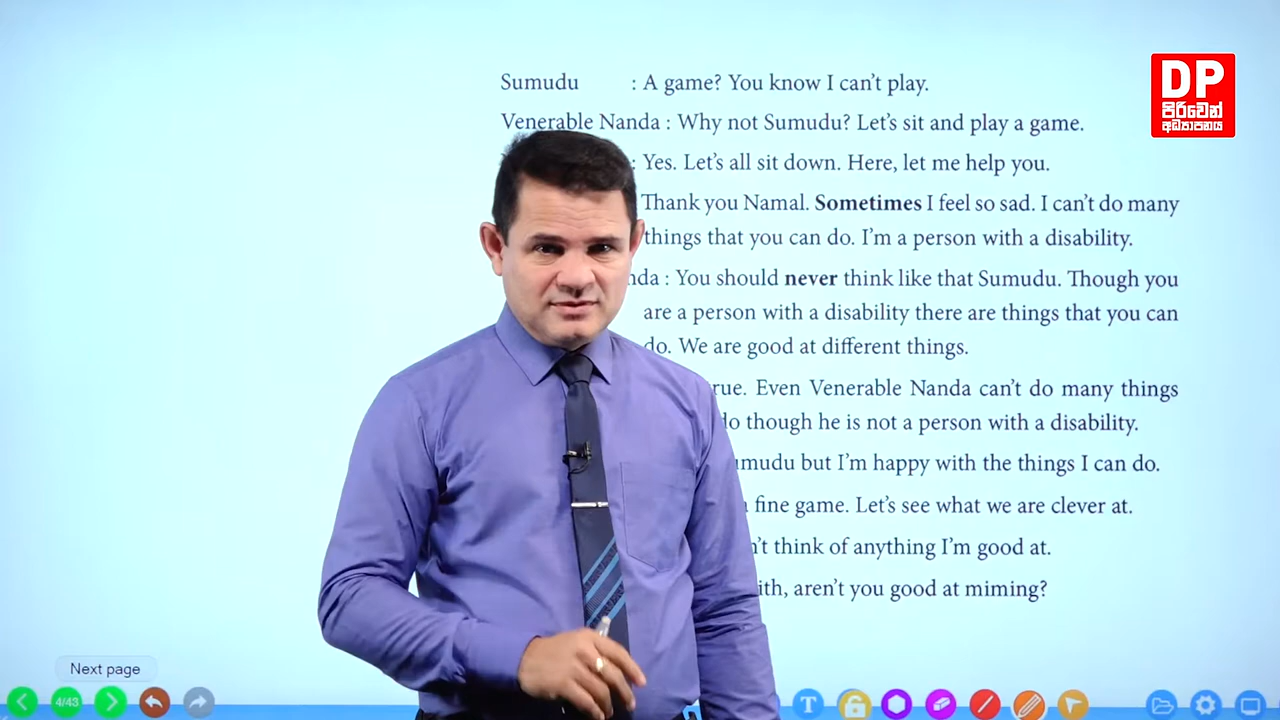 Sumudu : A game? You know I can't play.
Venerable Nanda : Why not Sumudu? Let's sit and play a game.
: Yes. Let's all sit down. Here, let me help you.
Thank you Namal. Sometimes I feel so sad. I can't do many
things that you can do. I'm a person with a disability.
: You should never think like that Sumudu. Though you
are a person with a disability there are things that you can
do. We are good at different things.
Even Venerable Nanda can't do many things
though he is not a person with a disability.
but I'm happy with the things I can do.
fine game. Let's see what we are clever at.
think of anything I'm good at.
aren't you good at miming?
DP
පිරිවෙන්
අධ්‍යාපනය
Next page
4/43
T